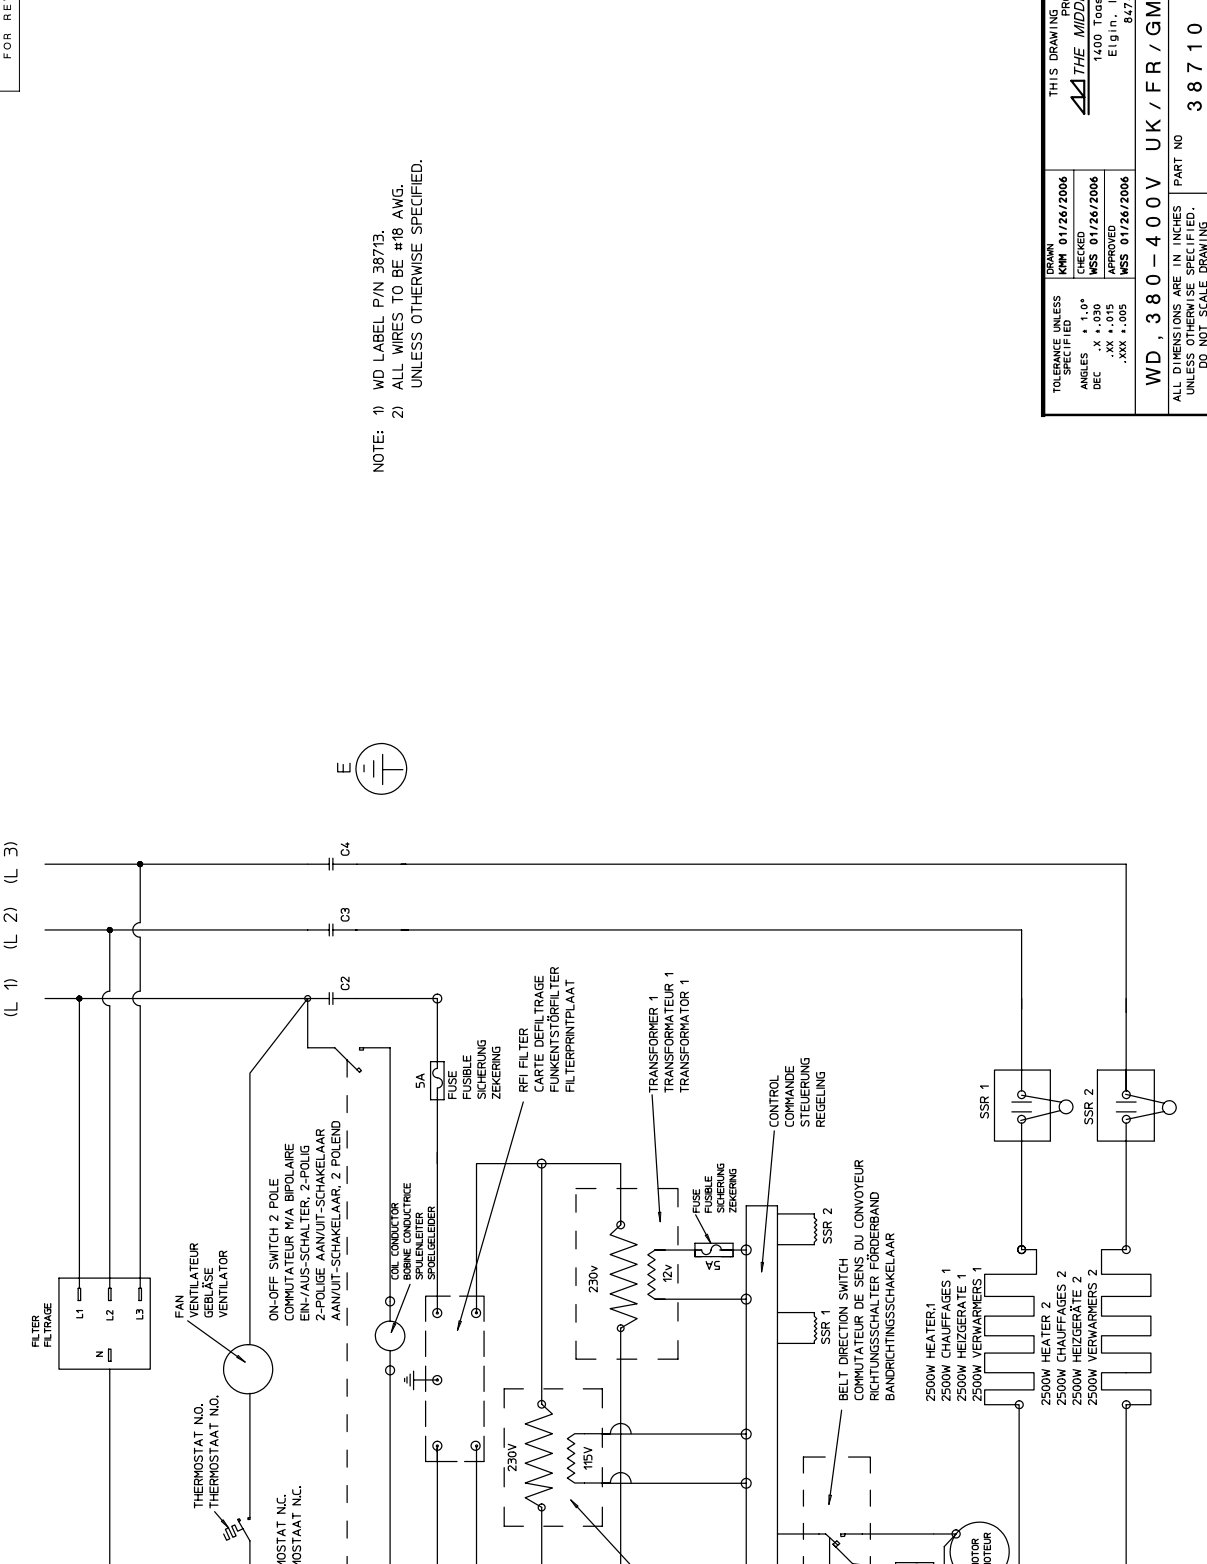 FOR RE
THIS DRAWING
THE MIDD
1400 Toas
Elgin, I
847
TOLERANCE UNLESS
SPECIFIED
ANGLES ± 1.0°
DEC .X ±.030
.XX ±.015
.XXX ±.005
DRAWN
KMM 01/26/2006
CHECKED
WSS 01/26/2006
APPROVED
WSS 01/26/2006
WD, 380-400V UK/FR/GM
ALL DIMENSIONS ARE IN INCHES
UNLESS OTHERWISE SPECIFIED.
DO NOT SCALE DRAWING
PART NO
38710
NOTE: 1) WD LABEL P/N 38713.
2) ALL WIRES TO BE #18 AWG.
UNLESS OTHERWISE SPECIFIED.
E
(L 1) (L 2) (L 3)
C2
C3
C4
FILTER
FILTRAGE
L1
L2
L3
N
FAN
VENTILATEUR
GEBLÄSE
VENTILATOR
THERMOSTAT N.O.
THERMOSTAAT N.O.
MOSTAT N.C.
MOSTAAT N.C.
ON-OFF SWITCH 2 POLE
COMMUTATEUR M/A BIPOLAIRE
EIN-/AUS-SCHALTER, 2-POLIG
2-POLIGE AAN/UIT-SCHAKELAAR
AAN/UIT-SCHAKELAAR, 2 POLEND
COIL CONDUCTOR
BOBINE CONDUCTRICE
SPULENLEITER
SPOELGELEIDER
5A
FUSE
FUSIBLE
SICHERUNG
ZEKERING
RFI FILTER
CARTE DEFILTRAGE
FUNKENTSTÖRFILTER
FILTERPRINTPLAAT
230V
115V
230v
12v
TRANSFORMER 1
TRANSFORMATEUR 1
TRANSFORMATOR 1
FUSE
FUSIBLE
SICHERUNG
ZEKERING
5A
CONTROL
COMMANDE
STEUERUNG
REGELING
SSR 1
SSR 2
BELT DIRECTION SWITCH
COMMUTATEUR DE SENS DU CONVOYEUR
RICHTUNGSSCHALTER FÖRDERBAND
BANDRICHTINGSSCHAKELAAR
SSR 1
SSR 2
2500W HEATER.1
2500W CHAUFFAGES 1
2500W HEIZGERATE 1
2500W VERWARMERS 1
2500W HEATER 2
2500W CHAUFFAGES 2
2500W HEIZGERÄTE 2
2500W VERWARMERS 2
OTOR
OTEUR